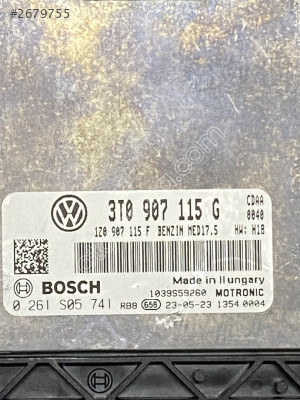 #2679755
3T0 907 115 G
CDAA
0040
1Z0 907 115 F BENZIN MED17.5
HW: H18
BOSCH
Made in Hungary
1039S59260 MOTRONIC
0 261 S05 741
RB8 656 23-05-23 1354 0004